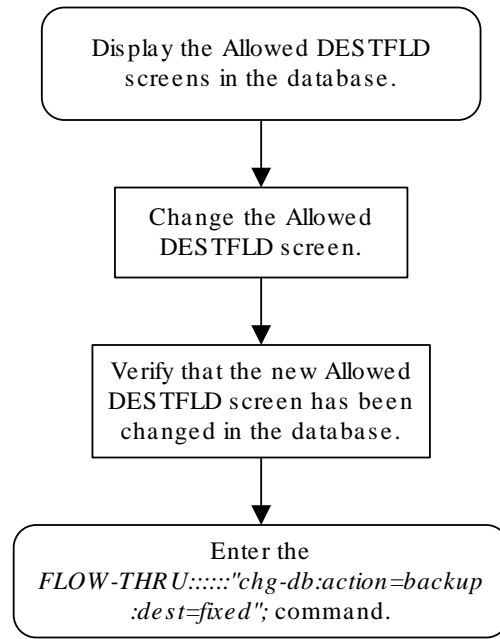 Display the Allowed DESTFLD
screens in the database.
Change the Allowed
DESTFLD screen.
Verify that the new Allowed
DESTFLD screen has been
changed in the database.
Enter the
FLOW-THRU::::::"chg-db:action=backup
:dest=fixed"; command.